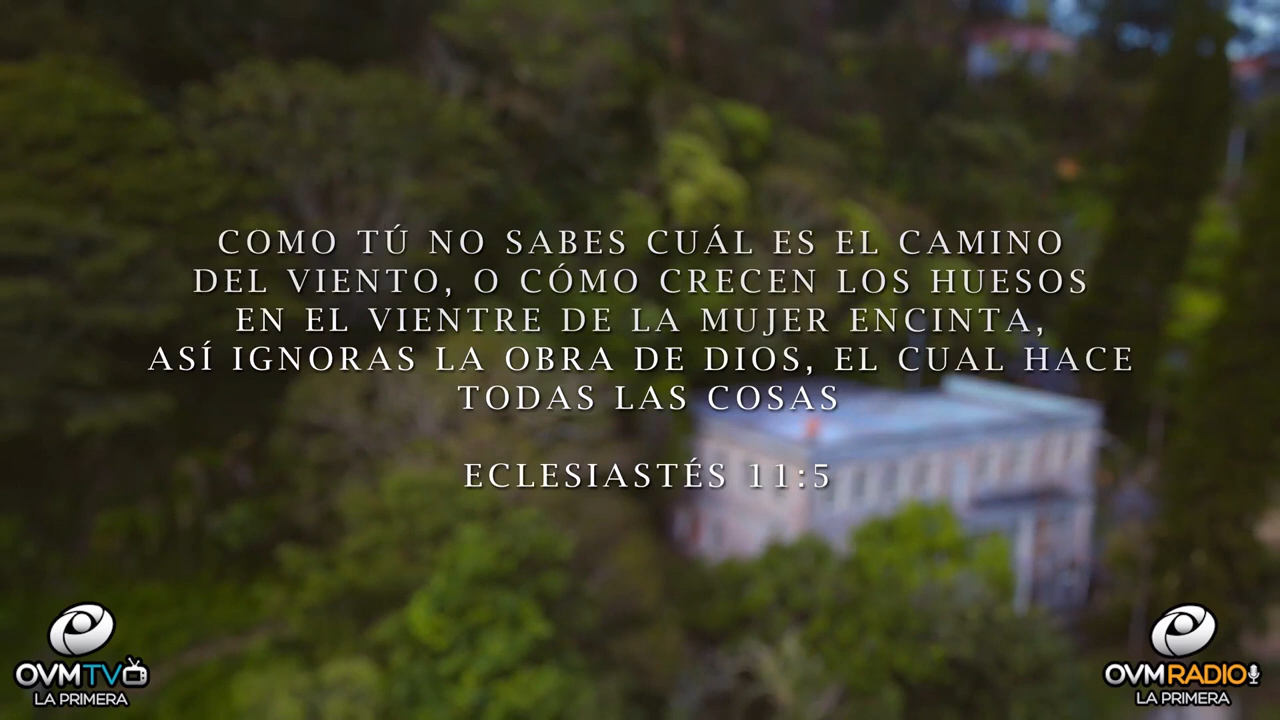 COMO TÚ NO SABES CUÁL ES EL CAMINO
DEL VIENTO, O CÓMO CRECEN LOS HUESOS
EN EL VIENTRE DE LA MUJER ENCINTA,
ASÍ IGNORAS LA OBRA DE DIOS, EL CUAL HACE
TODAS LAS COSAS
ECLESIASTÉS 11:5
OVMTV
LA PRIMERA
OVMRADIO
LA PRIMERA